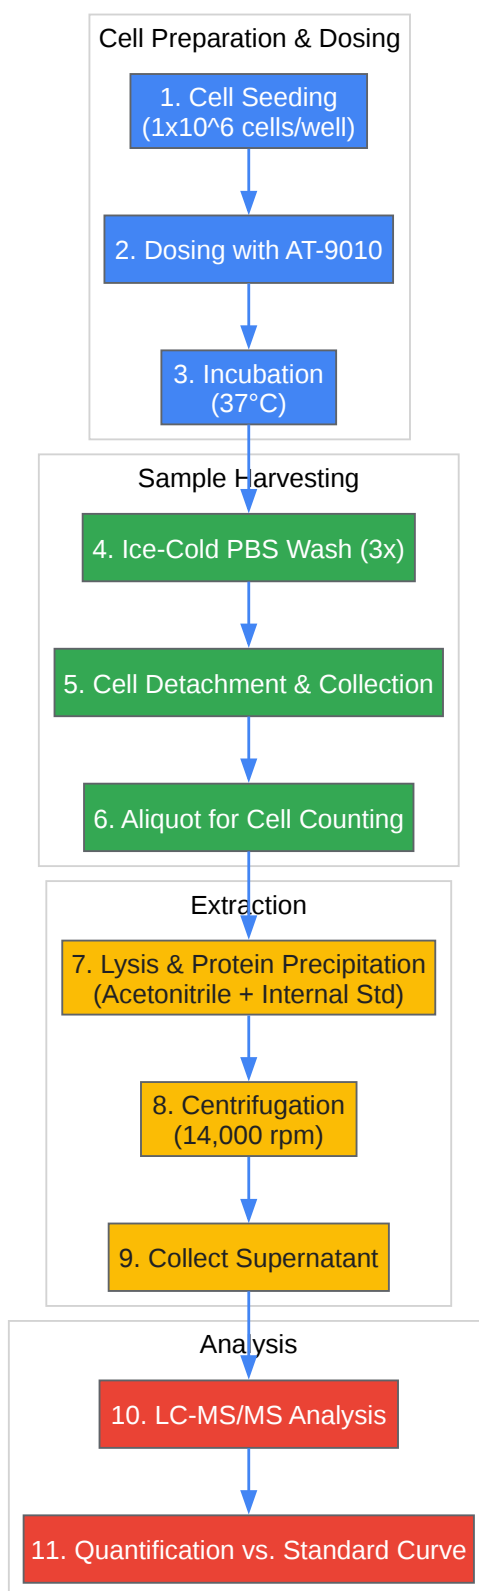 Cell Preparation & Dosing
1. Cell Seeding
(1x10^6 cells/well)
2. Dosing with AT-9010
3. Incubation
(37°C)
Sample Harvesting
4. Ice-Cold PBS Wash (3x)
5. Cell Detachment & Collection
6. Aliquot for Cell Counting
Extraction
7. Lysis & Protein Precipitation
(Acetonitrile + Internal Std)
8. Centrifugation
(14,000 rpm)
9. Collect Supernatant
Analysis
10. LC-MS/MS Analysis
11. Quantification vs. Standard Curve